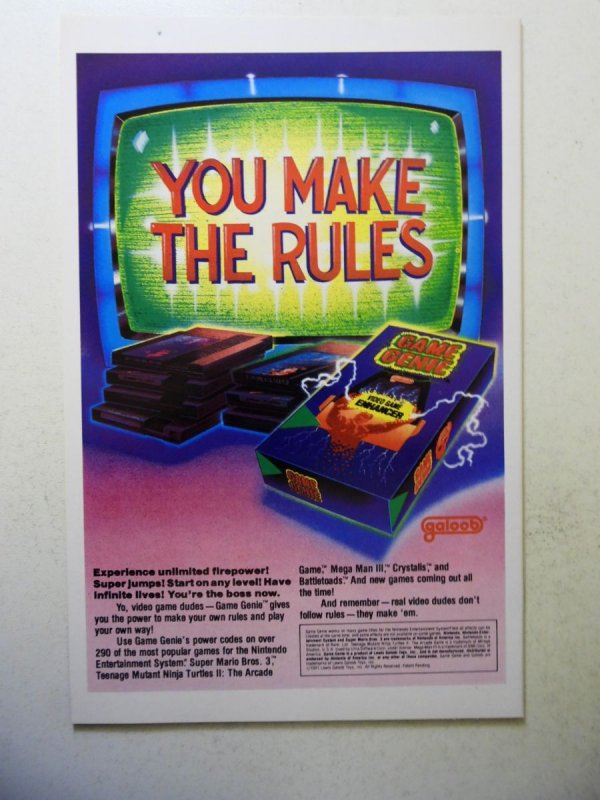 YOU MAKE
THE RULES
GAME
GENIE™
VIDEO GAME
ENHANCER
GAME
GENIE
galoob®
Experience unlimited firepower!
Super jumps! Start on any level! Have
infinite lives! You're the boss now.
Yo, video game dudes — Game Genie™ gives
you the power to make your own rules and play
your own way!
Use Game Genie's power codes on over
290 of the most popular games for the Nintendo
Entertainment System.® Super Mario Bros. 3,™
Teenage Mutant Ninja Turtles II: The Arcade
Game,™ Mega Man III,™ Crystalis,™ and
Battletoads.™ And new games coming out all
the time!
And remember — real video dudes don't
follow rules — they make 'em.